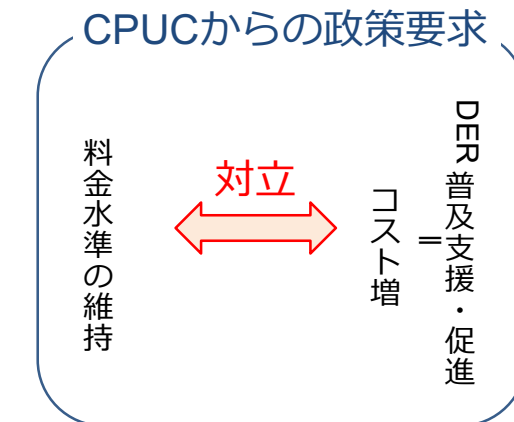 CPUCからの政策要求
料金水準の維持
対立
DER普及支援・促進
=
コスト増